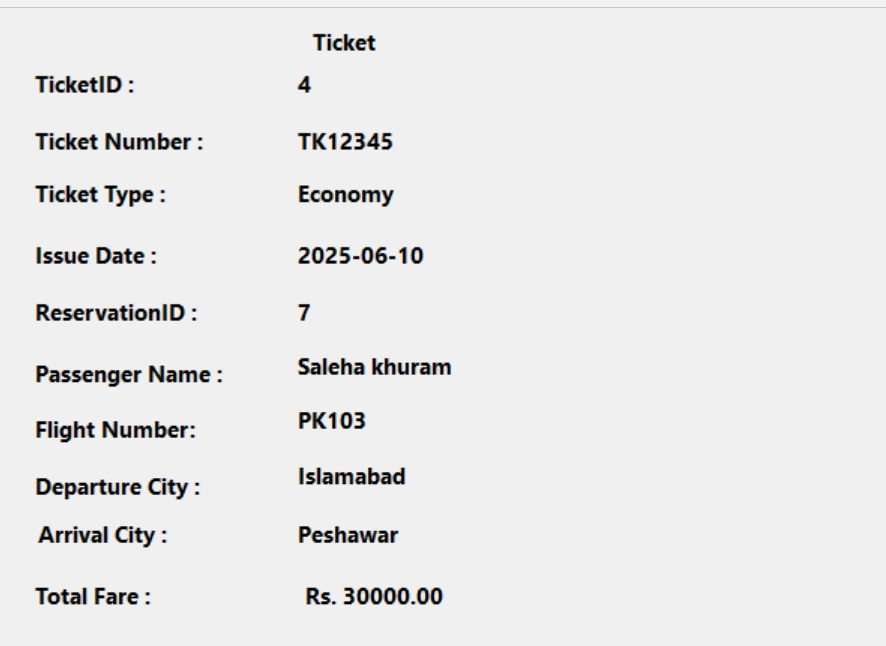 Ticket
TicketID : 4
Ticket Number : TK12345
Ticket Type : Economy
Issue Date : 2025-06-10
ReservationID : 7
Passenger Name : Saleha khuram
Flight Number: PK103
Departure City : Islamabad
Arrival City : Peshawar
Total Fare : Rs. 30000.00